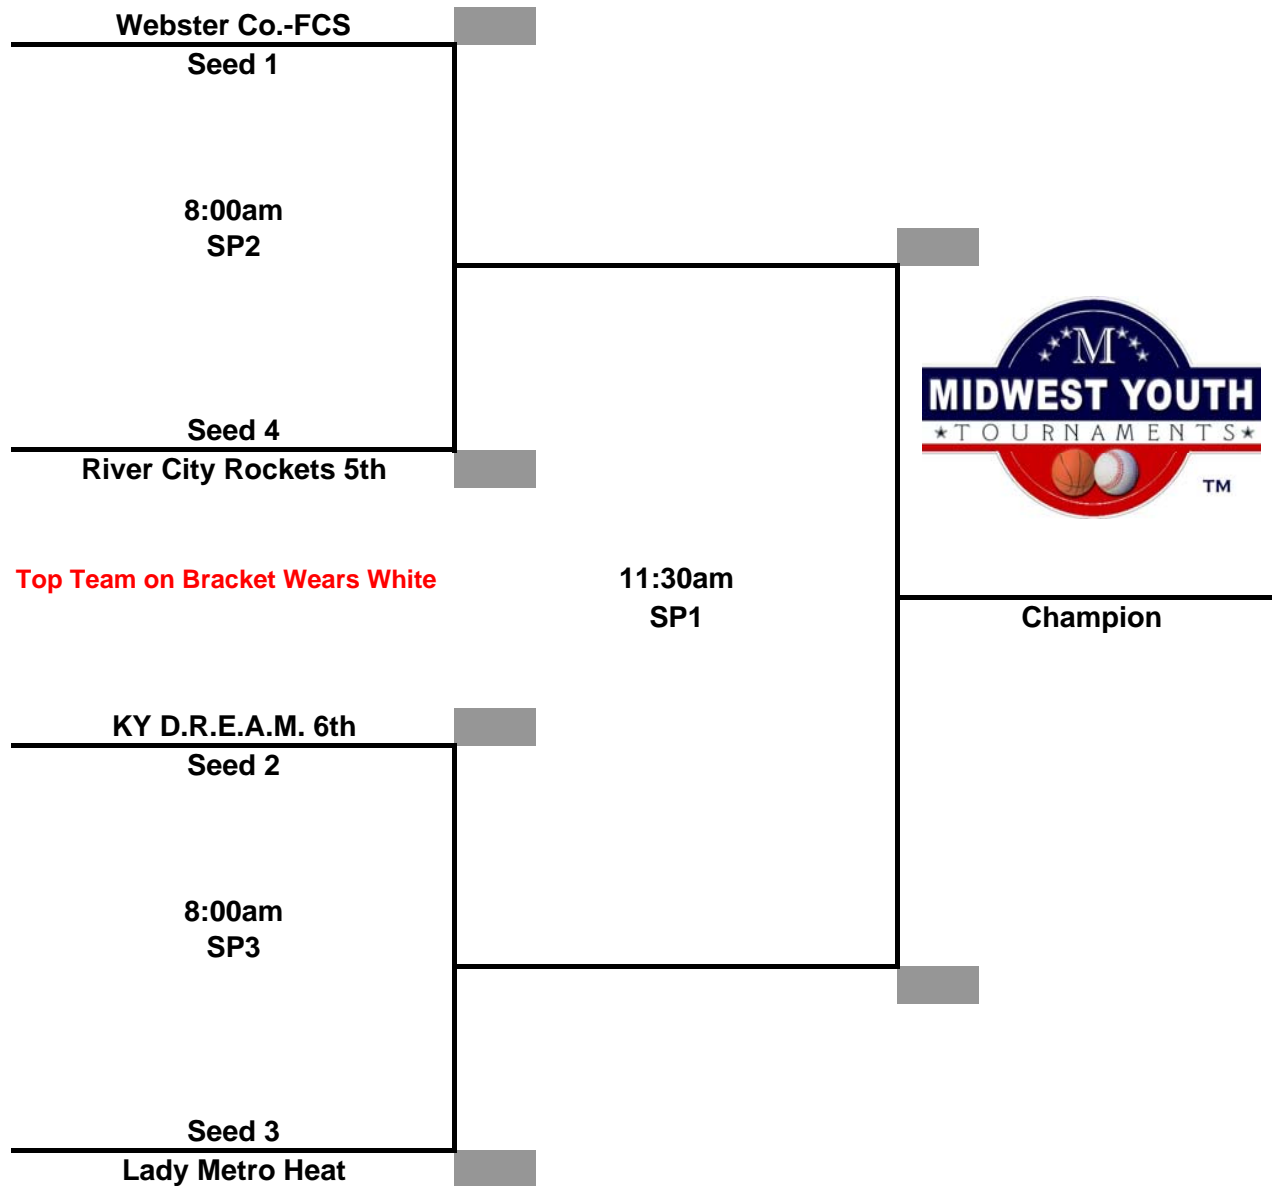 Webster Co.-FCS
Seed 1
8:00am
SP2
Seed 4
River City Rockets 5th
M
MIDWEST YOUTH
★TOURNAMENTS★
TM
Top Team on Bracket Wears White
11:30am
SP1
Champion
KY D.R.E.A.M. 6th
Seed 2
8:00am
SP3
Seed 3
Lady Metro Heat